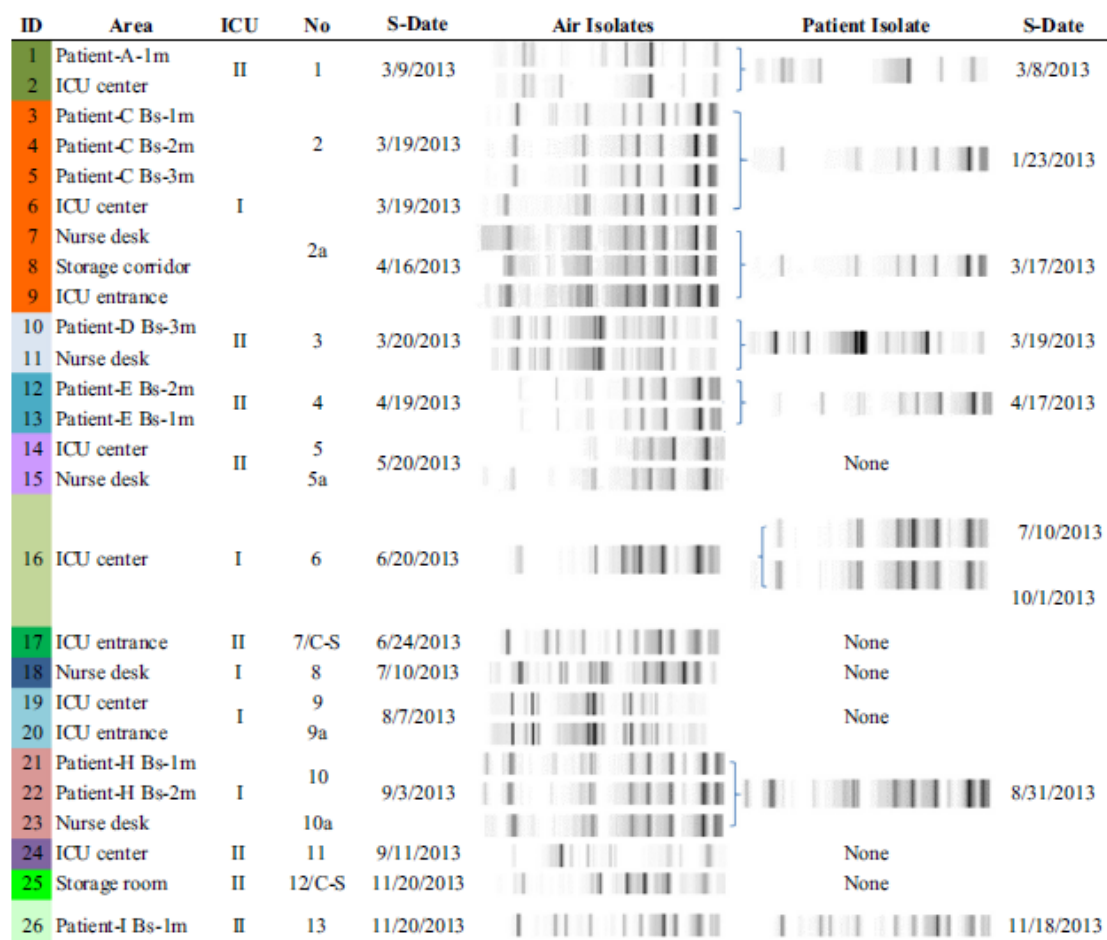 ID Area ICU No S-Date Air Isolates Patient Isolate S-Date
1 Patient-A-1m II 1 3/9/2013 3/8/2013
2 ICU center
3 Patient-C Bs-1m
4 Patient-C Bs-2m 2 3/19/2013 1/23/2013
5 Patient-C Bs-3m
6 ICU center I 3/19/2013
7 Nurse desk 2a
8 Storage corridor 4/16/2013 3/17/2013
9 ICU entrance
10 Patient-D Bs-3m II 3 3/20/2013 3/19/2013
11 Nurse desk
12 Patient-E Bs-2m II 4 4/19/2013 4/17/2013
13 Patient-E Bs-1m
14 ICU center II 5 5/20/2013 None
15 Nurse desk 5a
7/10/2013
16 ICU center I 6 6/20/2013
10/1/2013
17 ICU entrance II 7/C-S 6/24/2013 None
18 Nurse desk I 8 7/10/2013 None
19 ICU center I 9 8/7/2013 None
20 ICU entrance 9a
21 Patient-H Bs-1m 10
22 Patient-H Bs-2m I 9/3/2013 8/31/2013
23 Nurse desk 10a
24 ICU center II 11 9/11/2013 None
25 Storage room II 12/C-S 11/20/2013 None
26 Patient-I Bs-1m II 13 11/20/2013 11/18/2013